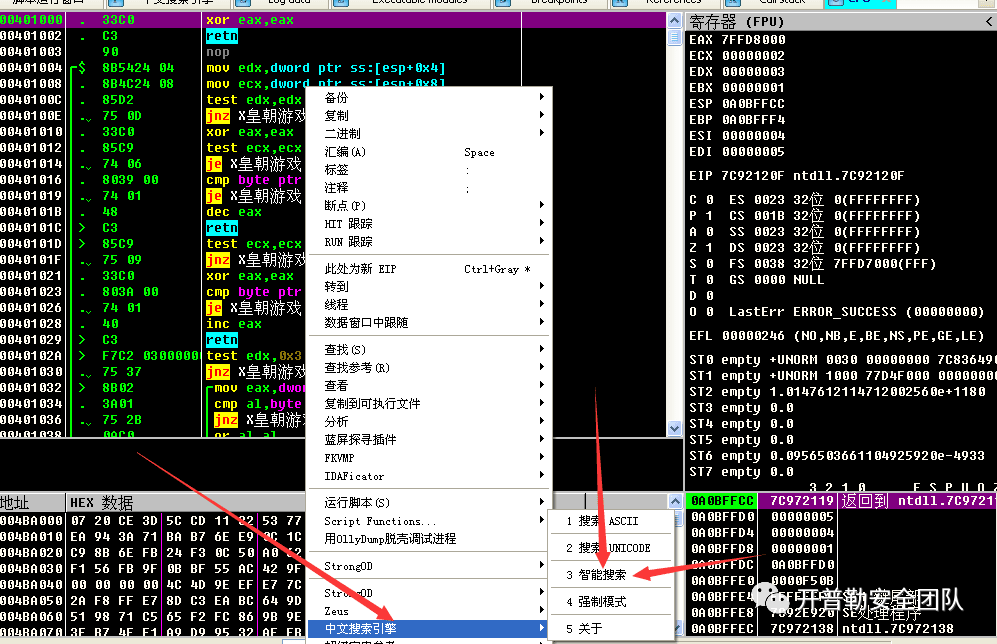 Log data
Executable modules
Breakpoints
References
Call stack
00401000 . 33C0 xor eax,eax
00401002 . C3 retn
00401003 90 nop
00401004 $ 8B5424 04 mov edx,dword ptr ss:[esp+0x4]
00401008 . 8B4C24 08 mov ecx,dword ptr ss:[esp+0x8]
0040100C . 85D2 test edx,edx
0040100E . 75 0D jnz X皇朝游戏
00401010 . 33C0 xor eax,eax
00401012 . 85C9 test ecx,ecx
00401014 . 74 06 je X皇朝游戏
00401016 . 8039 00 cmp byte ptr
00401019 . 74 01 je X皇朝游戏
0040101B . 48 dec eax
0040101C > C3 retn
0040101D > 85C9 test ecx,ecx
0040101F . 75 09 jnz X皇朝游戏
00401021 . 33C0 xor eax,eax
00401023 . 803A 00 cmp byte ptr
00401026 . 74 01 je X皇朝游戏
00401028 . 40 inc eax
00401029 > C3 retn
0040102A > F7C2 0300000 test edx,0x3
00401030 . 75 37 jnz X皇朝游戏
00401032 > 8B02 mov eax,dwo
00401034 . 3A01 cmp al,byte
00401036 . 75 2B jnz X皇朝游戏
00401038 . 0AC0 or al,al
备份
复制
二进制
汇编(A) Space
标签 :
注释 ;
断点(P)
HIT 跟踪
RUN 跟踪
此处为新 EIP Ctrl+Gray *
转到
线程
数据窗口中跟随
查找(S)
查找参考(R)
查看
复制到可执行文件
分析
蓝屏探寻插件
FKVMP
IDAFicator
运行脚本(S)
Script Functions...
用OllyDump脱壳调试进程
StrongOD
StrongOD
Zeus
中文搜索引擎
1 搜索 ASCII
2 搜索 UNICODE
3 智能搜索
4 强制模式
5 关于
寄存器 (FPU) <
EAX 7FFD8000
ECX 00000002
EDX 00000003
EBX 00000001
ESP 0A0BFFCC
EBP 0A0BFFF4
ESI 00000004
EDI 00000005
EIP 7C92120F ntdll.7C92120F
C 0 ES 0023 32位 0(FFFFFFFF)
P 1 CS 001B 32位 0(FFFFFFFF)
A 0 SS 0023 32位 0(FFFFFFFF)
Z 1 DS 0023 32位 0(FFFFFFFF)
S 0 FS 0038 32位 7FFD7000(FFF)
T 0 GS 0000 NULL
D 0
O 0 LastErr ERROR_SUCCESS (00000000)
EFL 00000246 (NO,NB,E,BE,NS,PE,GE,LE)
ST0 empty +UNORM 0030 00000000 7C83649
ST1 empty +UNORM 1000 77D4F000 0000000
ST2 empty 1.0147612114712002560e+1180
ST3 empty 0.0
ST4 empty 0.0
ST5 empty 0.0
ST6 empty 0.0956503661104925920e-4933
ST7 empty 0.0
3 2 1 0 E S P U O Z
地址 HEX 数据
004BA000 07 20 CE 3D 5C CD 11 32 53 77
004BA010 EA 94 3A 71 BA B7 6E E9 0C 1C
004BA020 C9 8B 6E FB 24 F3 0C 50 A0
004BA030 F1 56 FB 9F 0B BF 55 AC 42 9F
004BA040 00 00 00 00 4C 4D 9E EF E7 7C
004BA050 2A F8 FF E7 8D C3 EA BC 64 9D
004BA060 51 98 71 C5 65 F2 FC 86 9B 9E
004BA070 3F B7 4F F1 A9 D9 95 32 AF FB
0A0BFFCC 7C972119 返回到 ntdll.7C97211
0A0BFFD0 00000005
0A0BFFD4 00000004
0A0BFFD8 00000001
0A0BFFDC 0A0BFFD0
0A0BFFE0 0000F50B
0A0BFFE8 7C92E920 SE处理程序
0A0BFFEC 7C972138 ntdll.7C972138
开普勒安全团队